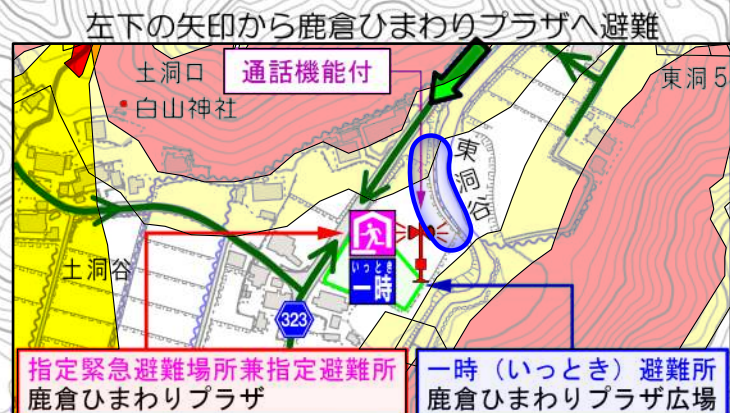 左下の矢印から鹿倉ひまわりプラザへ避難
土洞口
通話機能付
東洞5
白山神社
東洞谷
土洞谷
いっとき
一時
323
指定緊急避難場所兼指定避難所
鹿倉ひまわりプラザ
一時（いっとき）避難所
鹿倉ひまわりプラザ広場